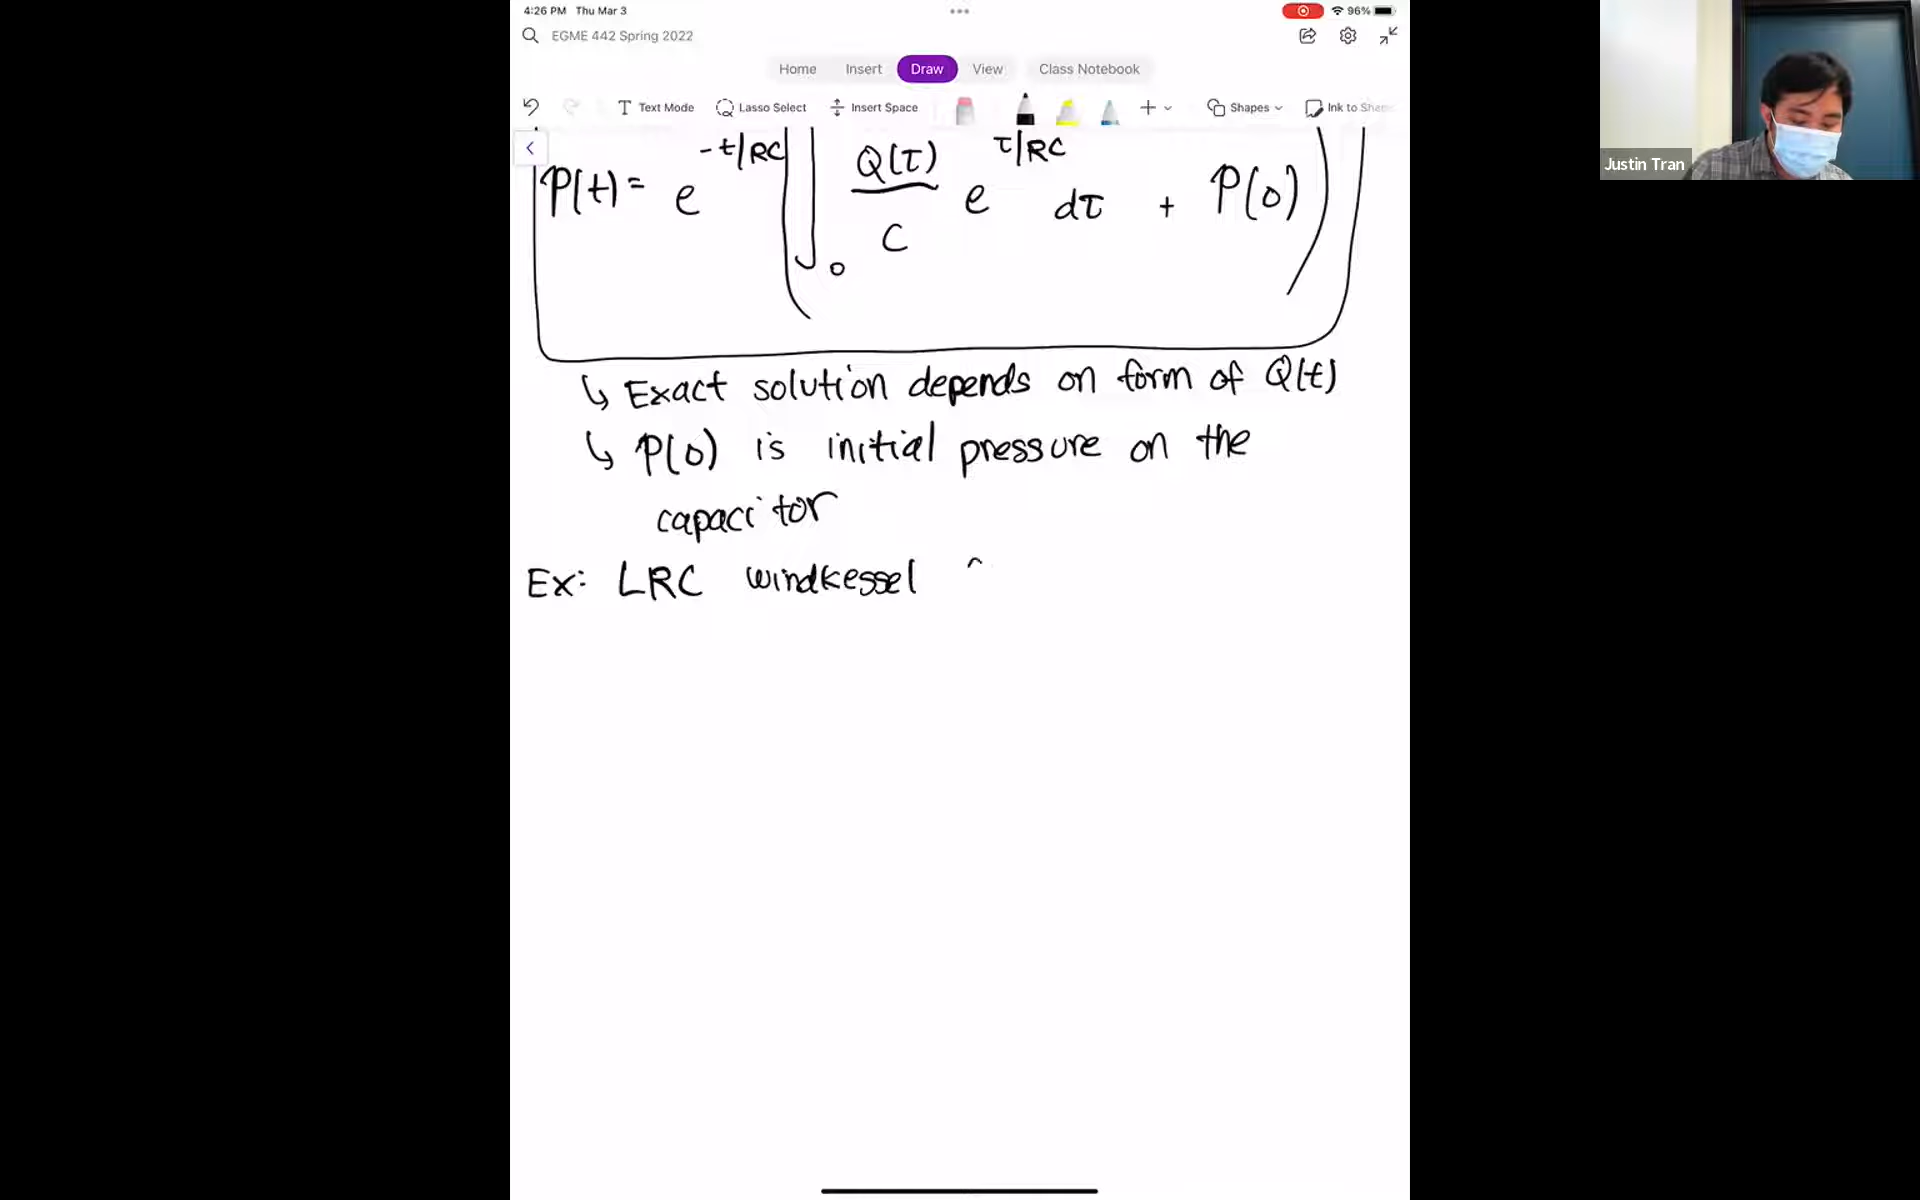 4:26 PM Thu Mar 3
96%
EGME 442 Spring 2022
Home Insert Draw View Class Notebook
T Text Mode Lasso Select Insert Space Shapes Ink to Shape
P(t) = e^{-t/RC} ( ∫_0 Q(τ)/C e^{τ/RC} dτ + P(0) )
↳ Exact solution depends on form of Q(t)
↳ P(0) is initial pressure on the
capacitor
Ex: LRC windkessel
Justin Tran